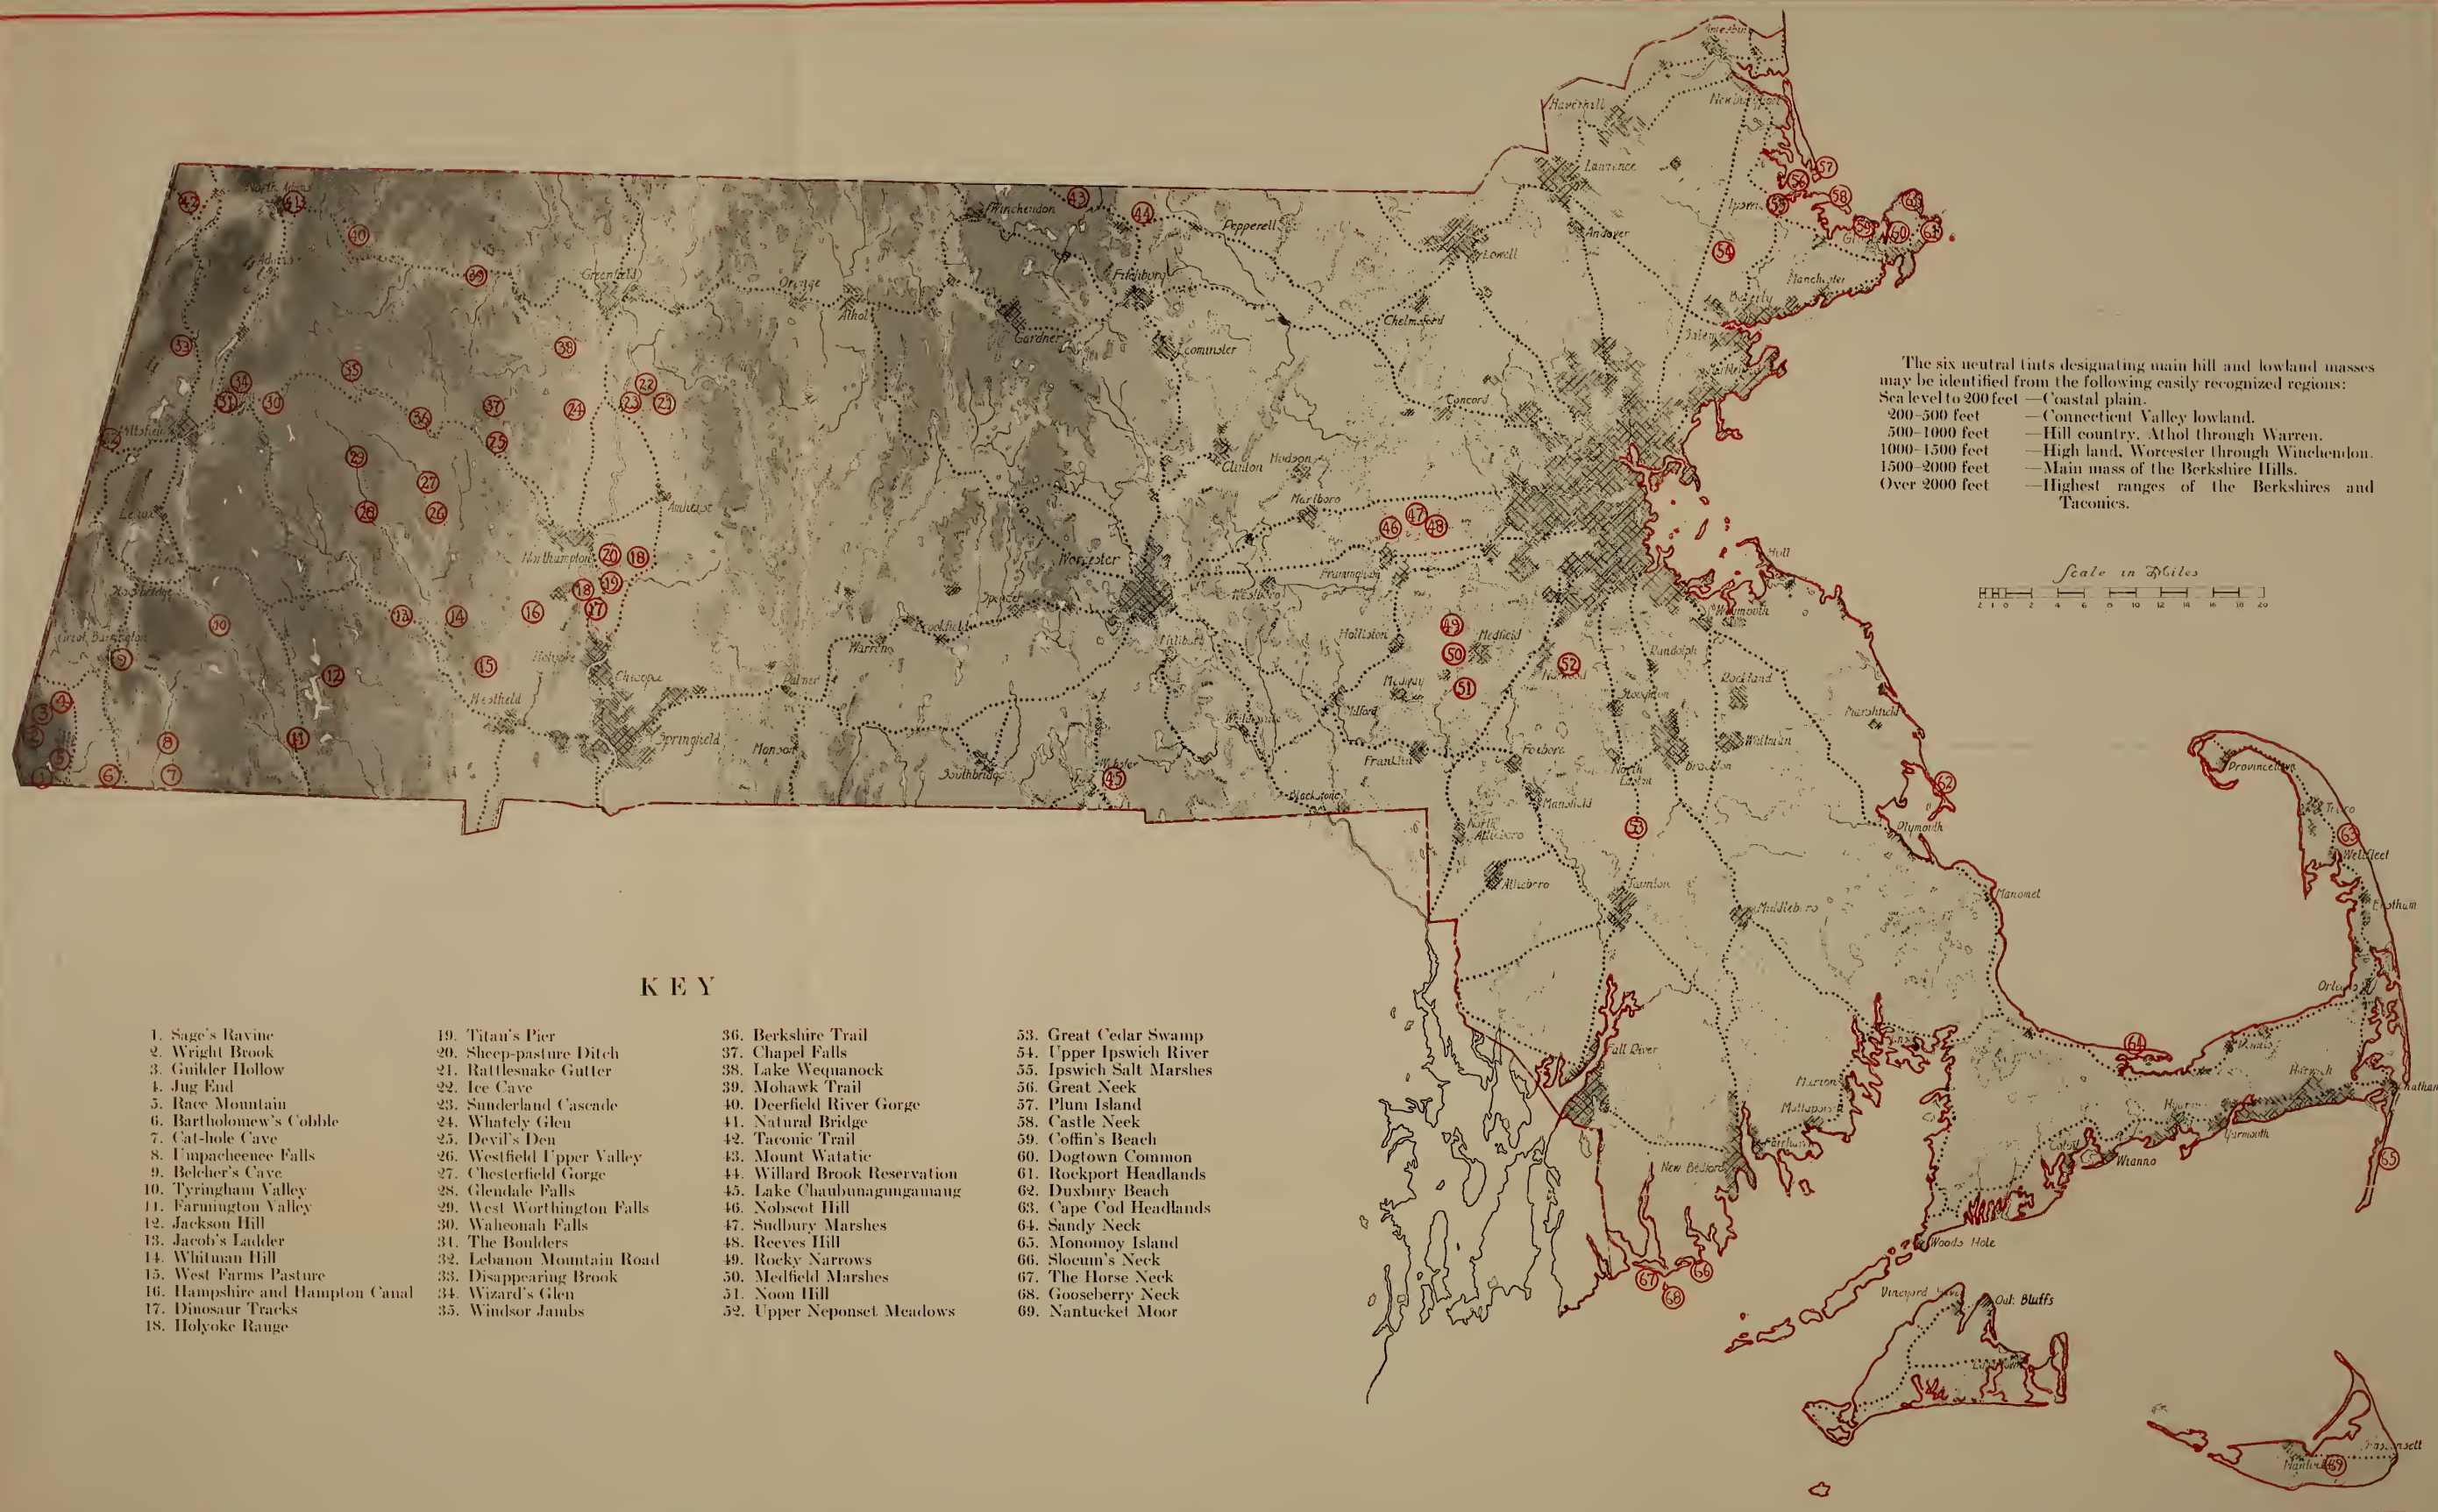 Haverhill
Lawrence
Andover
Lowell
Pepperell
Winchendon
Fitchburg
Gardner
Leominster
Athol
Orange
Greenfield
North Adams
Adams
Chelmsford
Manchester
Beverly
Salem
Concord
Clinton
Hudson
Marlboro
Amherst
Northampton
Lenox
Worcester
Framingham
Westboro
Spencer
Brookfield
Warren
Millbury
Holliston
Medfield
Medway
Milford
Randolph
Rockland
Weymouth
Hull
Great Barrington
Westfield
Holyoke
Chicopee
Springfield
Palmer
Monson
Southbridge
Webster
Franklin
Foxboro
Whitman
Marshfield
Brockton
North
Easton
Mansfield
Blackstone
North
Attleboro
Attleboro
Taunton
Middleboro
Plymouth
Manomet
Provincetown
Truro
Wellfleet
Eastham
Orleans
Chatham
Harwich
Yarmouth
Wianno
Cotuit
Fall River
Marion
Mattapoisett
New Bedford
Woods Hole
Oak Bluffs
The six neutral tints designating main hill and lowland masses
may be identified from the following easily recognized regions:
Sea level to 200 feet —Coastal plain.
200–500 feet —Connecticut Valley lowland.
500–1000 feet —Hill country, Athol through Warren.
1000–1500 feet —High land, Worcester through Winchendon.
1500–2000 feet —Main mass of the Berkshire Hills.
Over 2000 feet —Highest ranges of the Berkshires and
Taconics.
Scale in Miles
2 1 0 2 4 6 8 10 12 14 16 18 20
KEY
1. Sage's Ravine
2. Wright Brook
3. Guilder Hollow
4. Jug End
5. Race Mountain
6. Bartholomew's Cobble
7. Cat-hole Cave
8. Umpacheenee Falls
9. Belcher's Cave
10. Tyringham Valley
11. Farmington Valley
12. Jackson Hill
13. Jacob's Ladder
14. Whitman Hill
15. West Farms Pasture
16. Hampshire and Hampton Canal
17. Dinosaur Tracks
18. Holyoke Range
19. Titan's Pier
20. Sheep-pasture Ditch
21. Rattlesnake Gutter
22. Ice Cave
23. Sunderland Cascade
24. Whately Glen
25. Devil's Den
26. Westfield Upper Valley
27. Chesterfield Gorge
28. Glendale Falls
29. West Worthington Falls
30. Waheonah Falls
31. The Boulders
32. Lebanon Mountain Road
33. Disappearing Brook
34. Wizard's Glen
35. Windsor Jambs
36. Berkshire Trail
37. Chapel Falls
38. Lake Wequanock
39. Mohawk Trail
40. Deerfield River Gorge
41. Natural Bridge
42. Taconic Trail
43. Mount Watatic
44. Willard Brook Reservation
45. Lake Chaubunagungamaug
46. Nobscot Hill
47. Sudbury Marshes
48. Reeves Hill
49. Rocky Narrows
50. Medfield Marshes
51. Noon Hill
52. Upper Neponset Meadows
53. Great Cedar Swamp
54. Upper Ipswich River
55. Ipswich Salt Marshes
56. Great Neck
57. Plum Island
58. Castle Neck
59. Coffin's Beach
60. Dogtown Common
61. Rockport Headlands
62. Duxbury Beach
63. Cape Cod Headlands
64. Sandy Neck
65. Monomoy Island
66. Slocum's Neck
67. The Horse Neck
68. Gooseberry Neck
69. Nantucket Moor